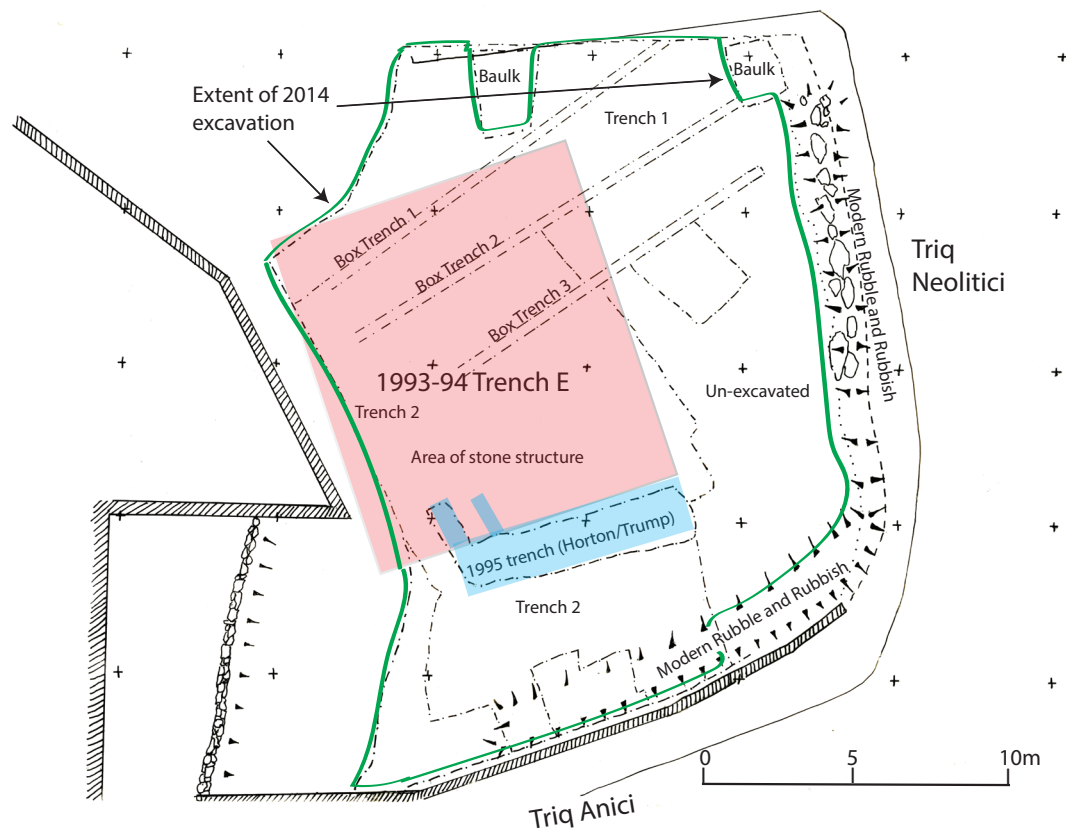 Baulk
Baulk
Extent of 2014
excavation
Trench 1
Box Trench 1
Box Trench 2
Box Trench 3
Modern Rubble and Rubbish
Triq
Neolitici
1993-94 Trench E
Un-excavated
Trench 2
Area of stone structure
1995 trench (Horton/Trump)
Trench 2
Modern Rubble and Rubbish
0 5 10m
Triq Anici